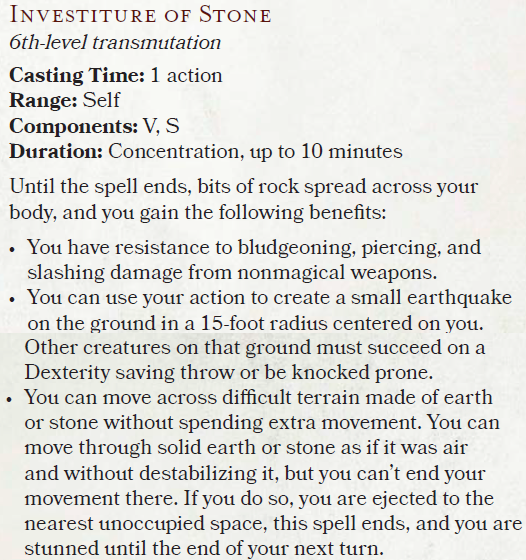 Investiture of Stone
6th-level transmutation
Casting Time: 1 action
Range: Self
Components: V, S
Duration: Concentration, up to 10 minutes
Until the spell ends, bits of rock spread across your
body, and you gain the following benefits:
• You have resistance to bludgeoning, piercing, and
slashing damage from nonmagical weapons.
• You can use your action to create a small earthquake
on the ground in a 15-foot radius centered on you.
Other creatures on that ground must succeed on a
Dexterity saving throw or be knocked prone.
• You can move across difficult terrain made of earth
or stone without spending extra movement. You can
move through solid earth or stone as if it was air
and without destabilizing it, but you can't end your
movement there. If you do so, you are ejected to the
nearest unoccupied space, this spell ends, and you are
stunned until the end of your next turn.